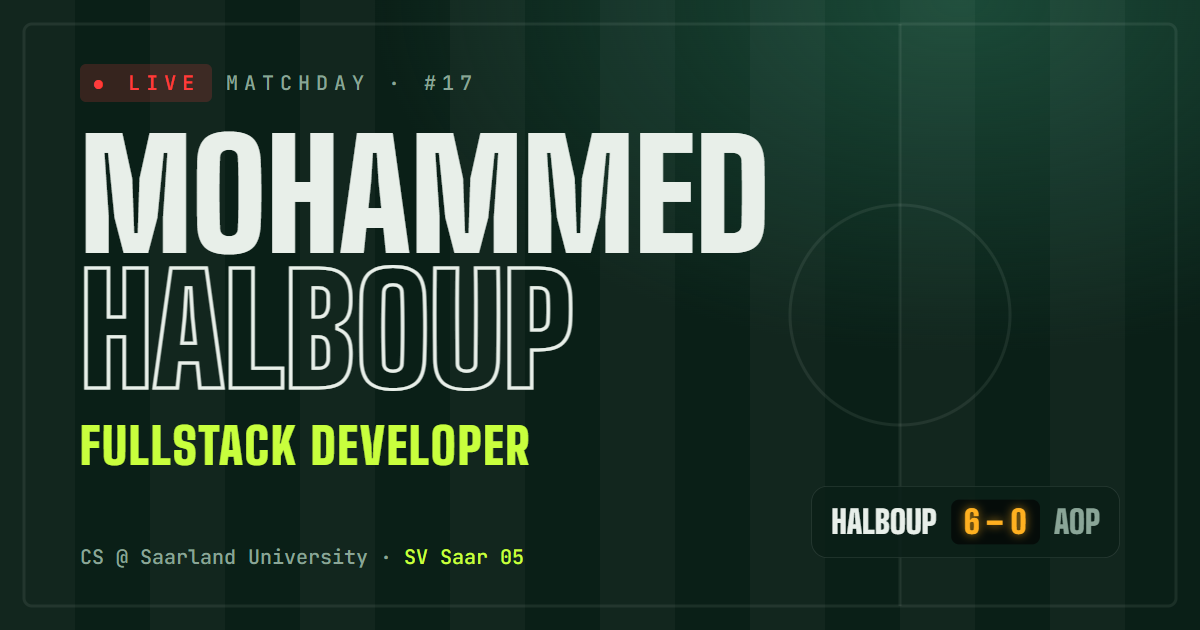 LIVE MATCHDAY · #17
MOHAMMED
HALBOUP
FULLSTACK DEVELOPER
HALBOUP 6–0 AOP
CS @ Saarland University · SV Saar 05